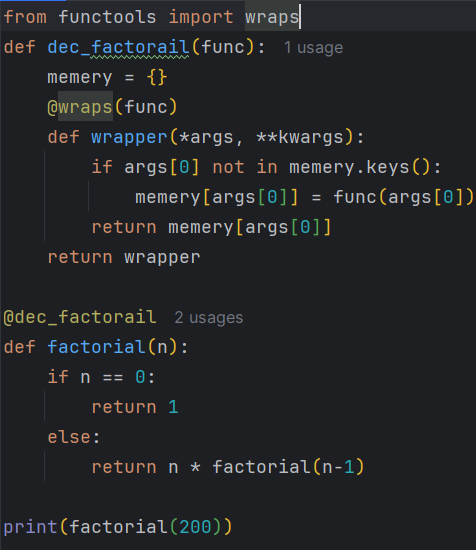 from functools import wraps
def dec_factorail(func): 1 usage
    memery = {}
    @wraps(func)
    def wrapper(*args, **kwargs):
        if args[0] not in memery.keys():
            memery[args[0]] = func(args[0])
        return memery[args[0]]
    return wrapper

@dec_factorail 2 usages
def factorial(n):
    if n == 0:
        return 1
    else:
        return n * factorial(n-1)

print(factorial(200))